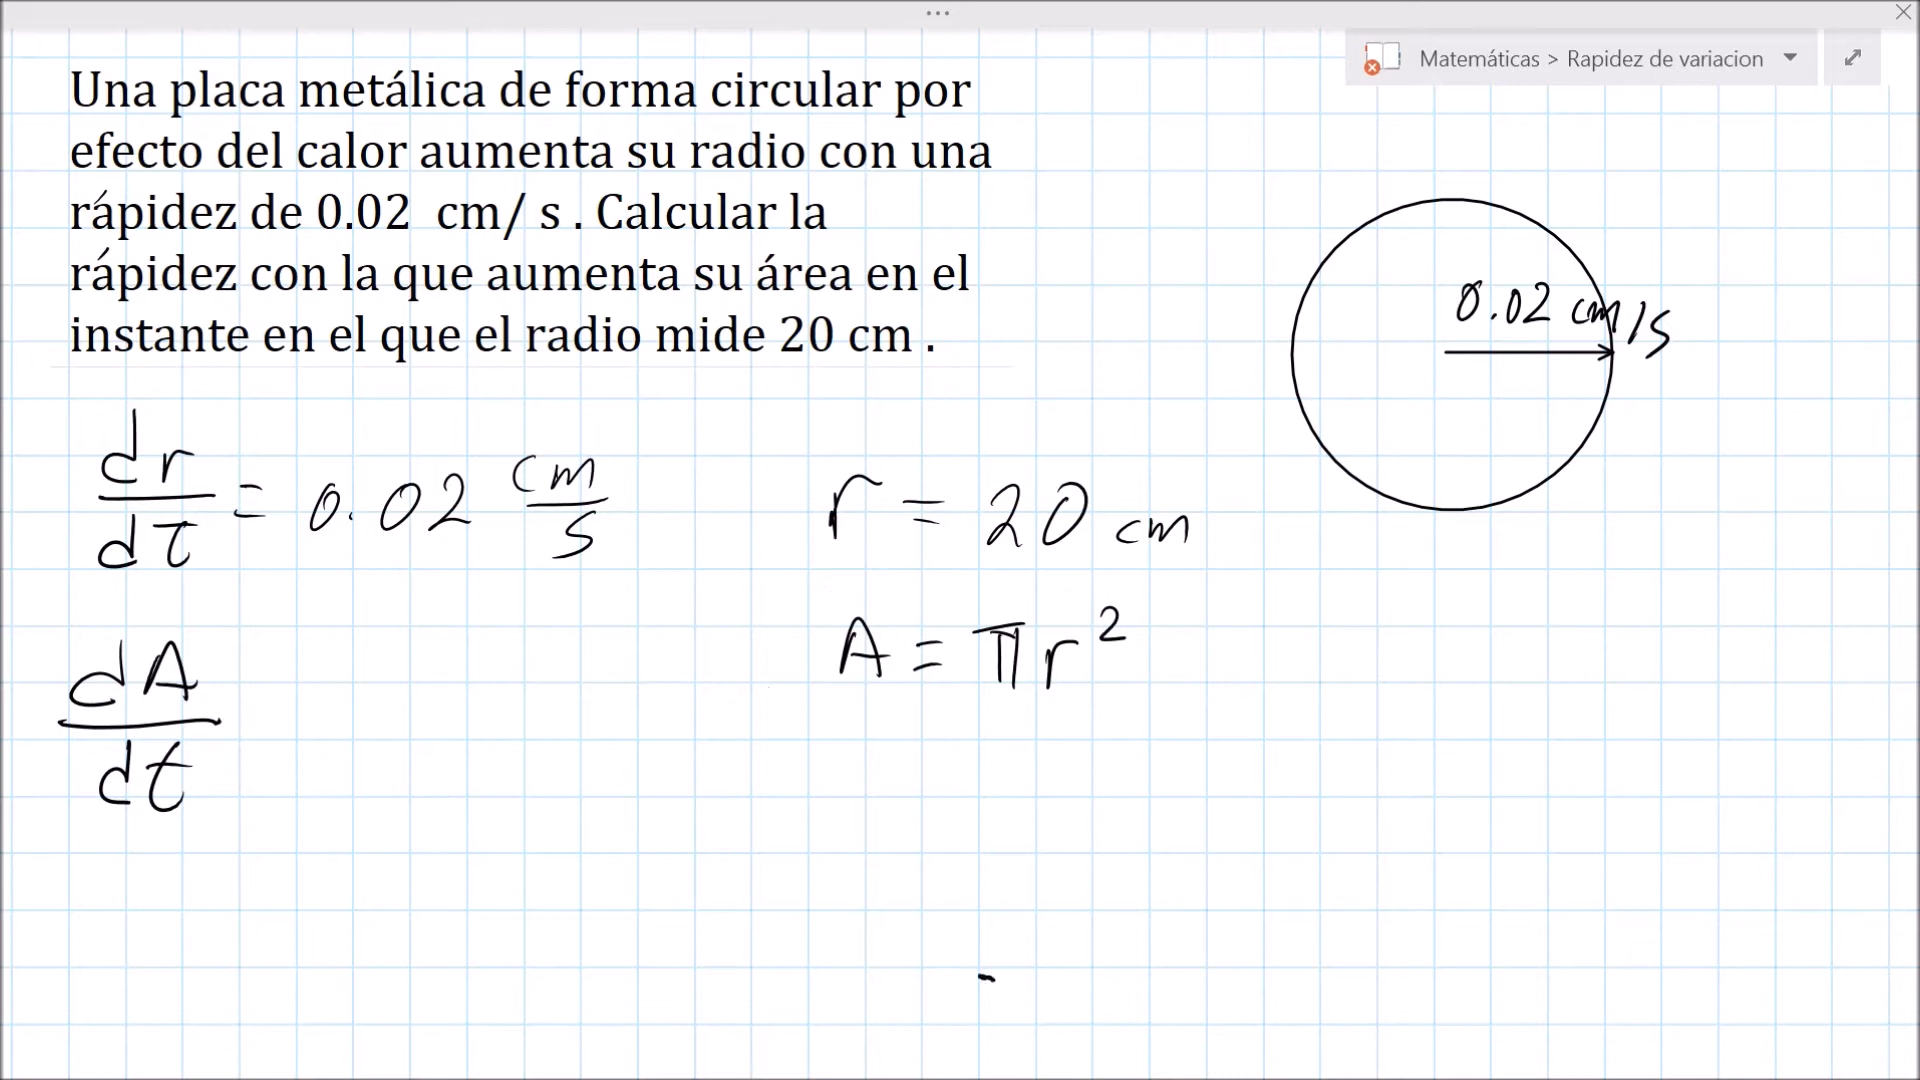 Matemáticas > Rapidez de variacion
Una placa metálica de forma circular por
efecto del calor aumenta su radio con una
rápidez de 0.02 cm/ s . Calcular la
rápidez con la que aumenta su área en el
instante en el que el radio mide 20 cm .
0.02 cm/s
dr/dt = 0.02 cm/s
r = 20 cm
A = πr²
dA/dt